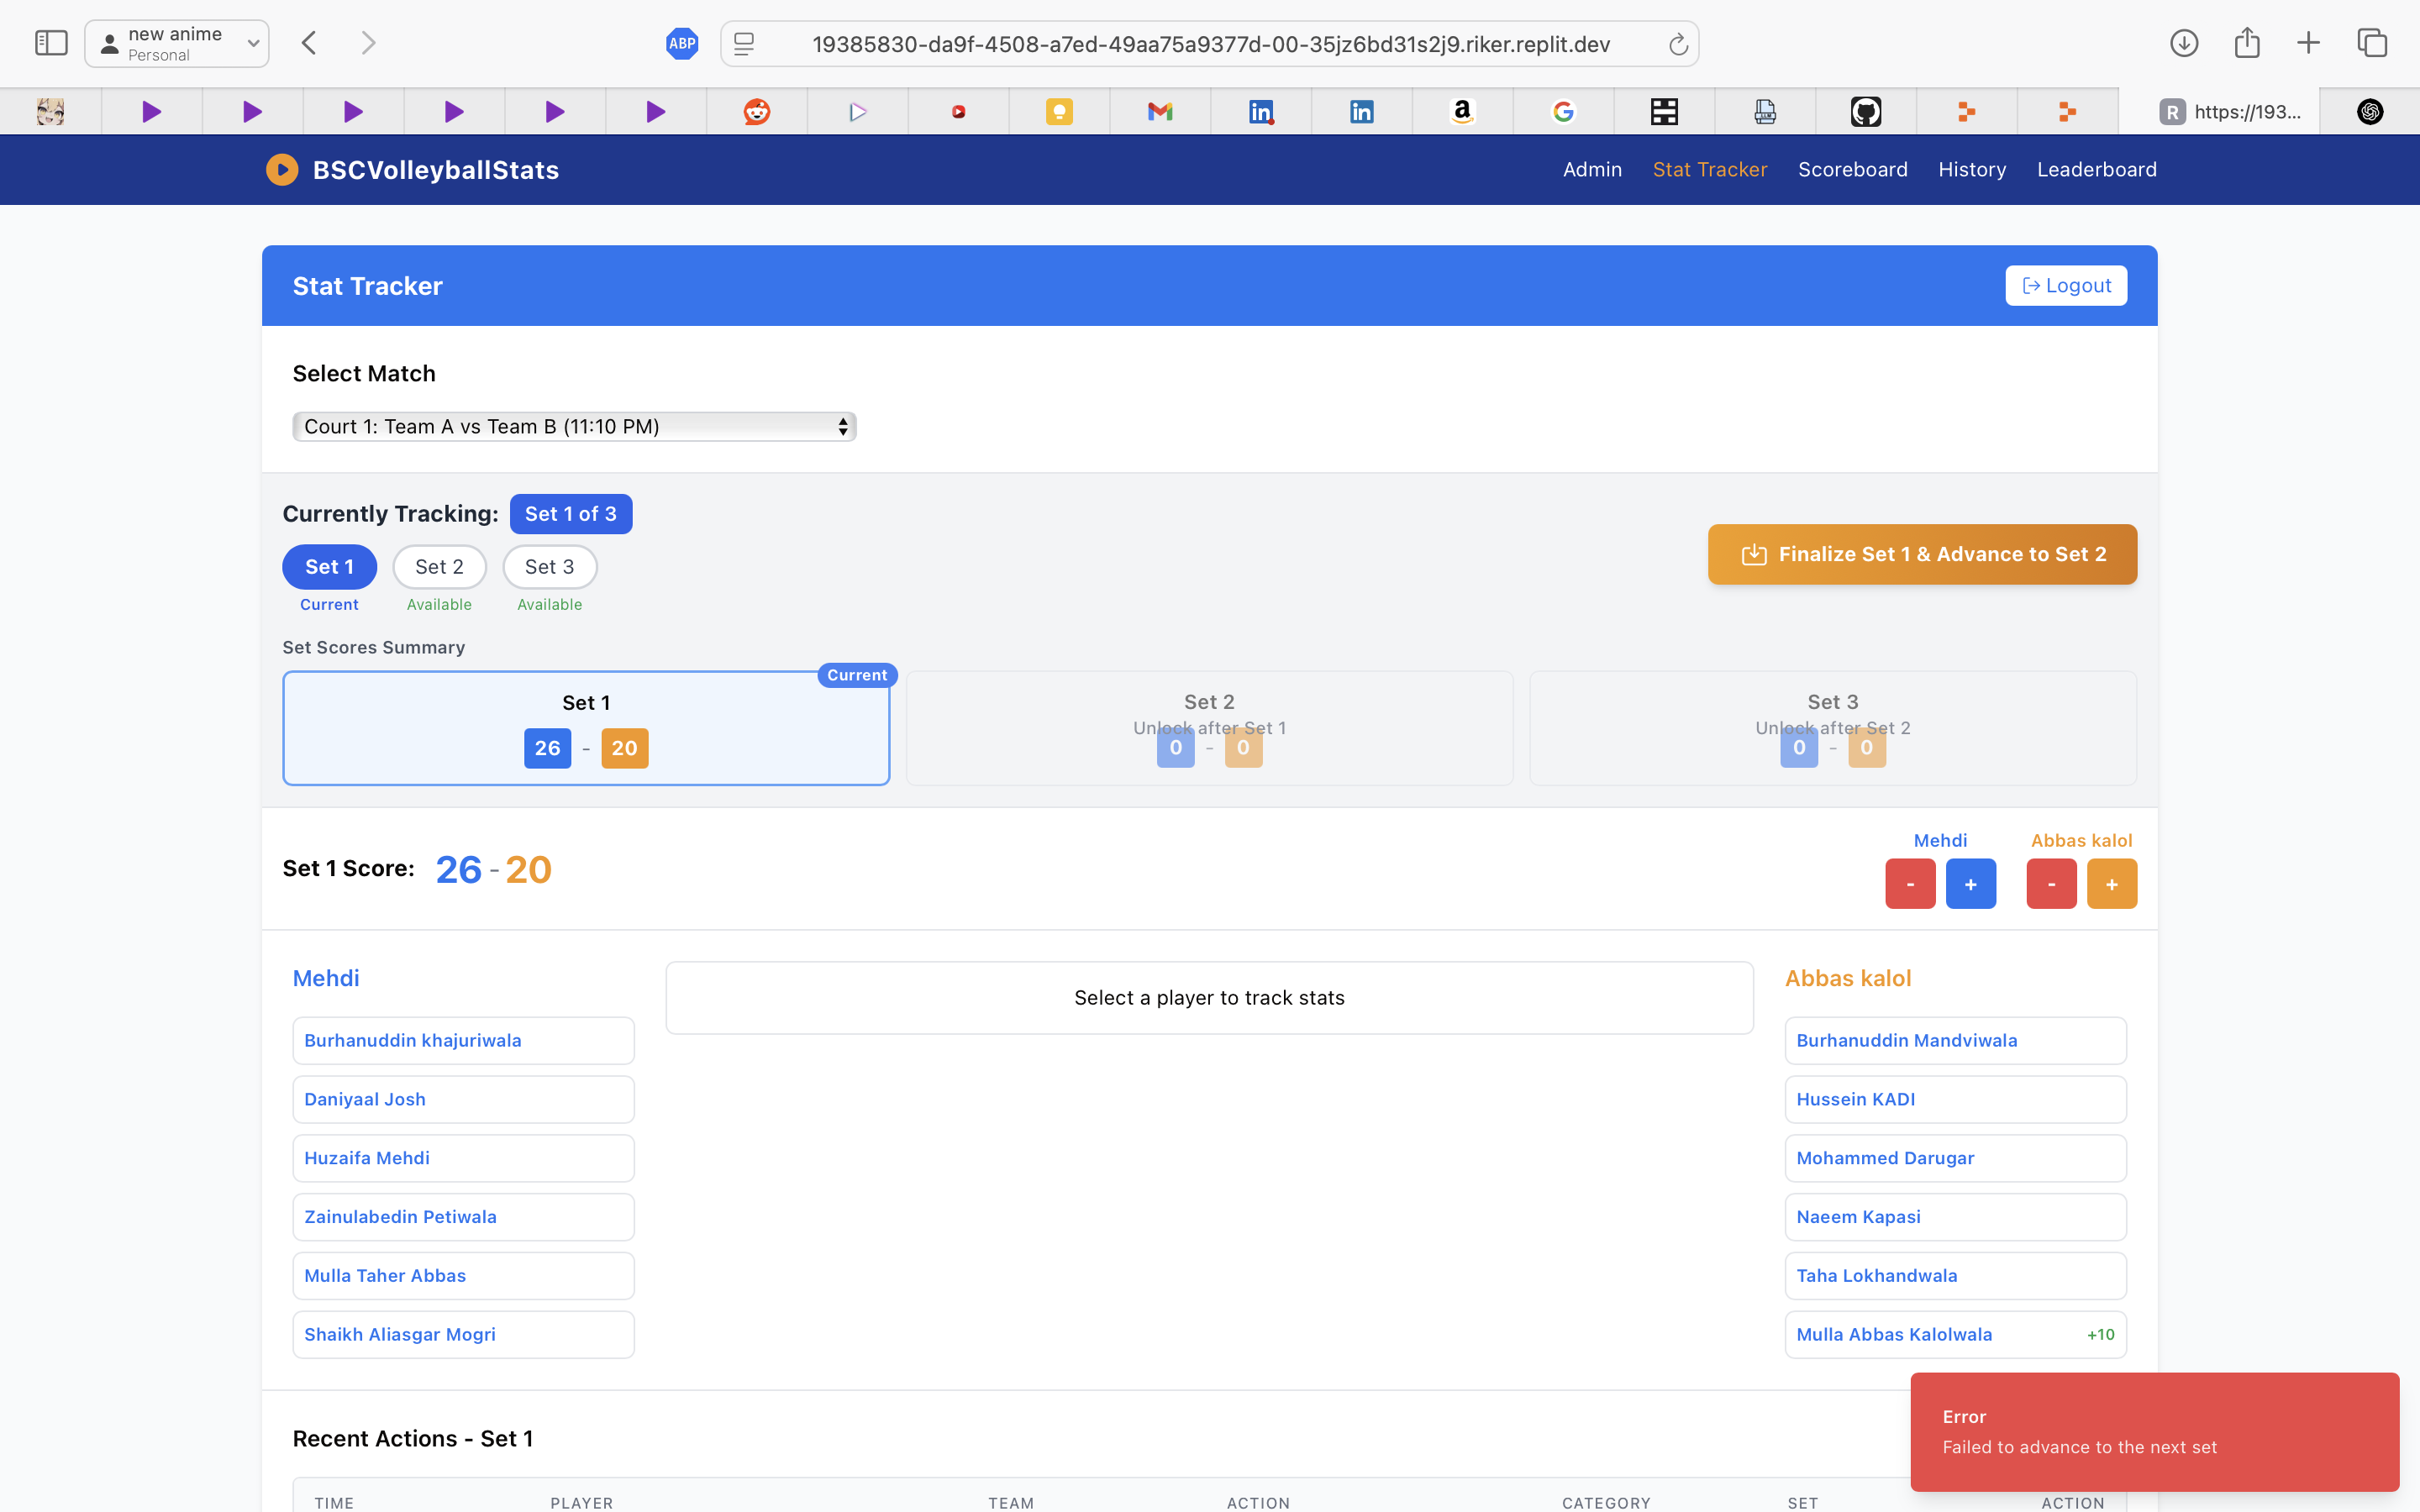 new anime
Personal
ABP
19385830-da9f-4508-a7ed-49aa75a9377d-00-35jz6bd31s2j9.riker.replit.dev
R https://193...
BSCVolleyballStats
Admin Stat Tracker Scoreboard History Leaderboard
Stat Tracker
Logout
Select Match
Court 1: Team A vs Team B (11:10 PM)
Currently Tracking: Set 1 of 3
Set 1 Set 2 Set 3
Current Available Available
Finalize Set 1 & Advance to Set 2
Set Scores Summary
Current
Set 1
26 - 20
Set 2
Unlock after Set 1
0 - 0
Set 3
Unlock after Set 2
0 - 0
Set 1 Score: 26 - 20
Mehdi
- +
Abbas kalol
- +
Mehdi
Burhanuddin khajuriwala
Daniyaal Josh
Huzaifa Mehdi
Zainulabedin Petiwala
Mulla Taher Abbas
Shaikh Aliasgar Mogri
Select a player to track stats
Abbas kalol
Burhanuddin Mandviwala
Hussein KADI
Mohammed Darugar
Naeem Kapasi
Taha Lokhandwala
Mulla Abbas Kalolwala +10
Recent Actions - Set 1
TIME PLAYER TEAM ACTION CATEGORY SET ACTION
Error
Failed to advance to the next set